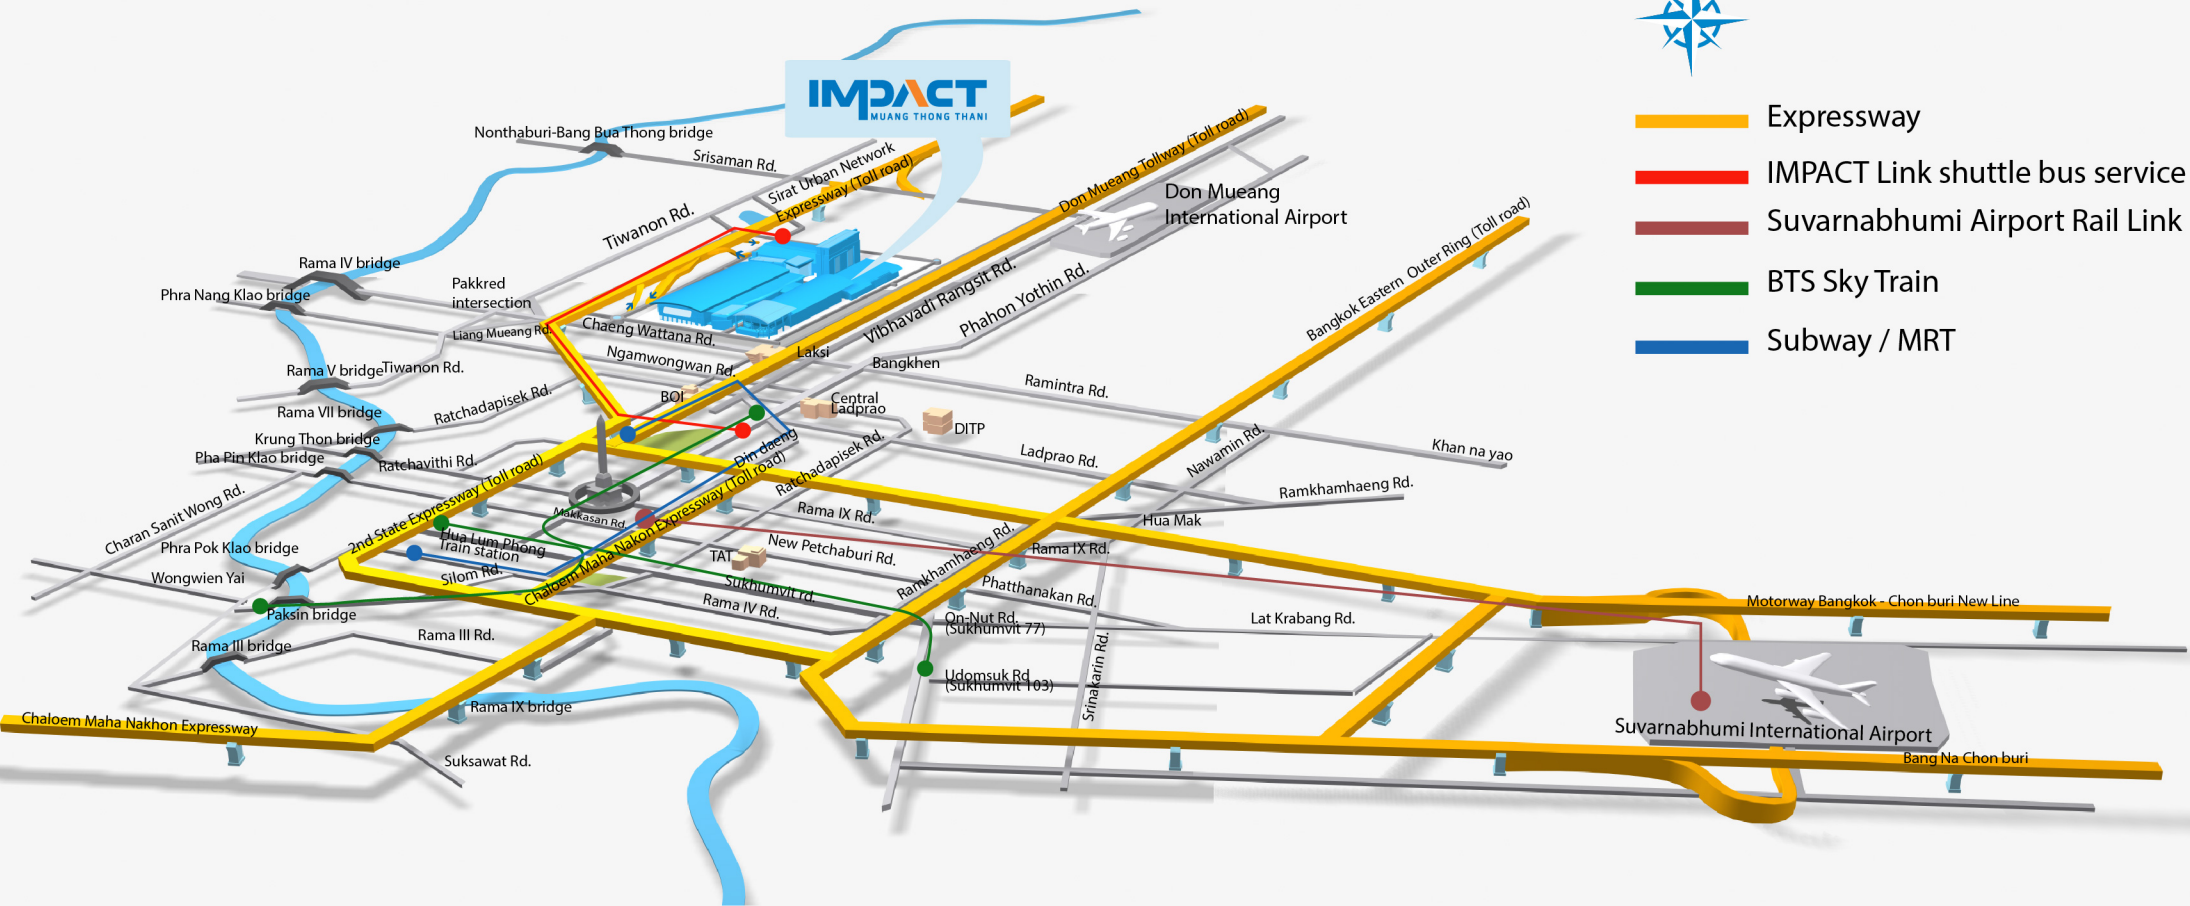 IMPACT
MUANG THONG THANI
Expressway
IMPACT Link shuttle bus service
Suvarnabhumi Airport Rail Link
BTS Sky Train
Subway / MRT
Nonthaburi-Bang Bua Thong bridge
Srisaman Rd.
Sirat Urban Network
Expressway (Toll road)
Tiwanon Rd.
Don Mueang Tollway (Toll road)
Don Mueang
International Airport
Bangkok Eastern Outer Ring (Toll road)
Rama IV bridge
Phra Nang Klao bridge
Pakkred
intersection
Liang Mueang Rd.
Chaeng Wattana Rd.
Vibhavadi Rangsit Rd.
Phahon Yothin Rd.
Ngamwongwan Rd.
Laksi
Bangkhen
Rama V bridge
Tiwanon Rd.
Ramintra Rd.
BOI
Central
Ladprao
DITP
Ratchadapisek Rd.
Rama VII bridge
Krung Thon bridge
Pha Pin Klao bridge
Ratchavithi Rd.
Din daeng
Ratchadapisek Rd.
Ladprao Rd.
Nawamin Rd.
Khan na yao
Ramkhamhaeng Rd.
Charan Sanit Wong Rd.
2nd State Expressway (Toll road)
Makkasan Rd.
Rama IX Rd.
Hua Mak
Hua Lum Phong
Train station
Chaloem Maha Nakon Expressway (Toll road)
TAT
New Petchaburi Rd.
Ramkhamhaeng Rd.
Rama IX Rd.
Phra Pok Klao bridge
Wongwien Yai
Silom Rd.
Sukhumvit rd.
Phatthanakan Rd.
Paksin bridge
Rama IV Rd.
On-Nut Rd.
(Sukhumvit 77)
Lat Krabang Rd.
Motorway Bangkok - Chon buri New Line
Rama III bridge
Rama III Rd.
Udomsuk Rd
(Sukhumvit 103)
Srinakarin Rd.
Rama IX bridge
Chaloem Maha Nakhon Expressway
Suksawat Rd.
Suvarnabhumi International Airport
Bang Na Chon buri